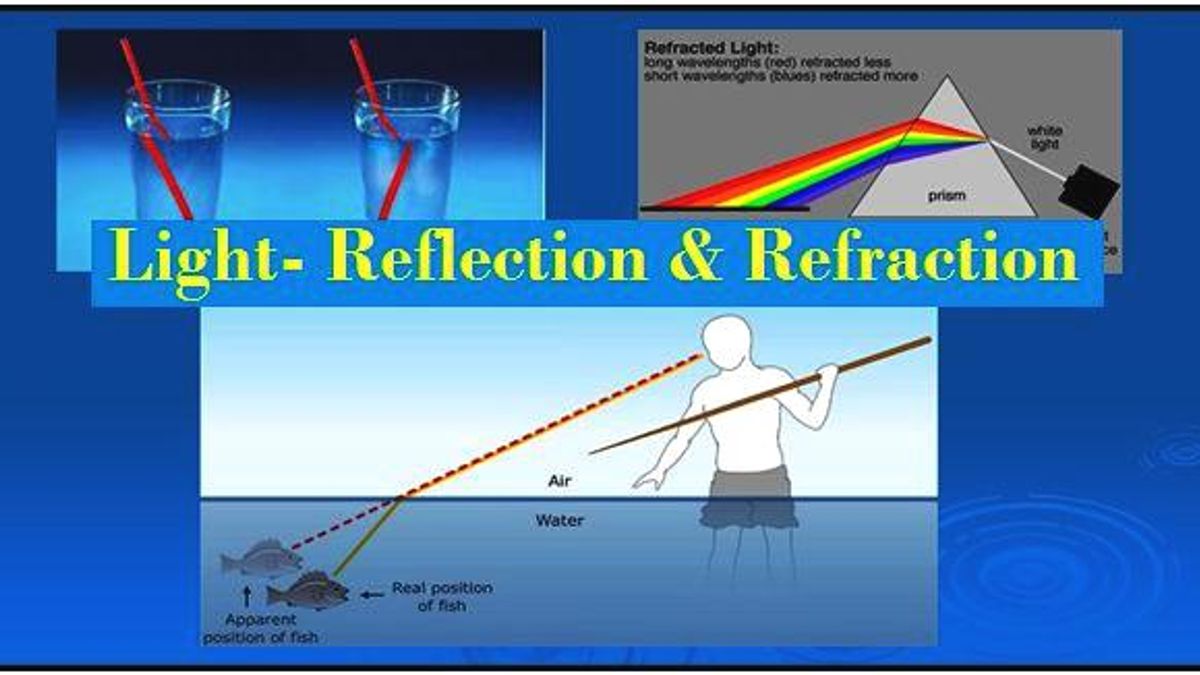 Refracted Light:
long wavelengths (red) refracted less
short wavelengths (blues) refracted more
white
light
prism
Light- Reflection & Refraction
Air
Water
Real position
of fish
Apparent
position of fish